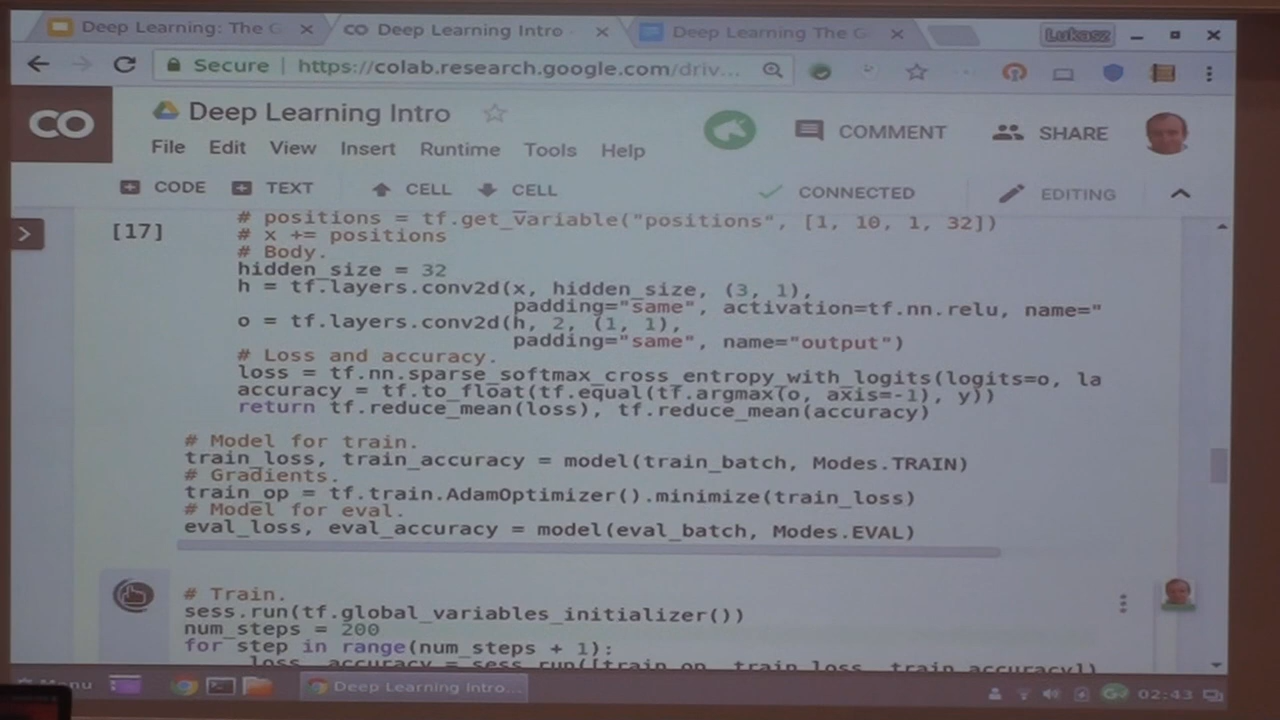 Deep Learning: The G
Deep Learning Intro
Deep Learning The G
Lukasz
Secure | https://colab.research.google.com/driv...
CO
Deep Learning Intro
COMMENT
SHARE
File Edit View Insert Runtime Tools Help
CODE TEXT CELL CELL CONNECTED EDITING
[17]
# positions = tf.get_variable("positions", [1, 10, 1, 32])
# x += positions
# Body.
hidden_size = 32
h = tf.layers.conv2d(x, hidden_size, (3, 1),
padding="same", activation=tf.nn.relu, name="
o = tf.layers.conv2d(h, 2, (1, 1),
padding="same", name="output")
# Loss and accuracy.
loss = tf.nn.sparse_softmax_cross_entropy_with_logits(logits=o, la
accuracy = tf.to_float(tf.equal(tf.argmax(o, axis=-1), y))
return tf.reduce_mean(loss), tf.reduce_mean(accuracy)
# Model for train.
train_loss, train_accuracy = model(train_batch, Modes.TRAIN)
# Gradients.
train_op = tf.train.AdamOptimizer().minimize(train_loss)
# Model for eval.
eval_loss, eval_accuracy = model(eval_batch, Modes.EVAL)
# Train.
sess.run(tf.global_variables_initializer())
num_steps = 200
for step in range(num_steps + 1):
loss, accuracy = sess.run([train_op, train_loss, train_accuracy])
Menu
Deep Learning Intro...
02:43